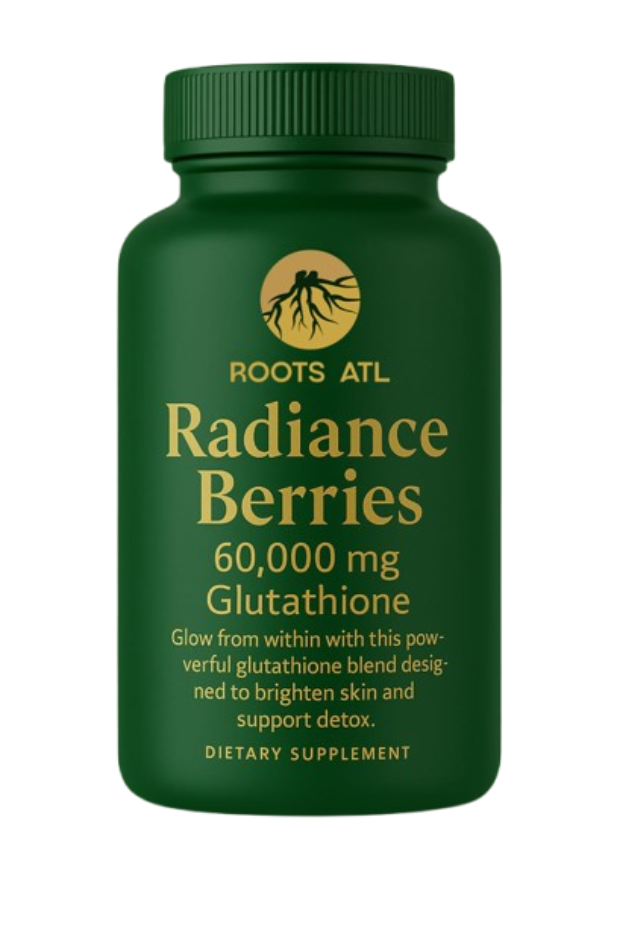 ROOTS ATL
Radiance
Berries
60,000 mg
Glutathione
Glow from within with this pow-
verful glutathione blend desig-
ned to brighten skin and
support detox.
DIETARY SUPPLEMENT